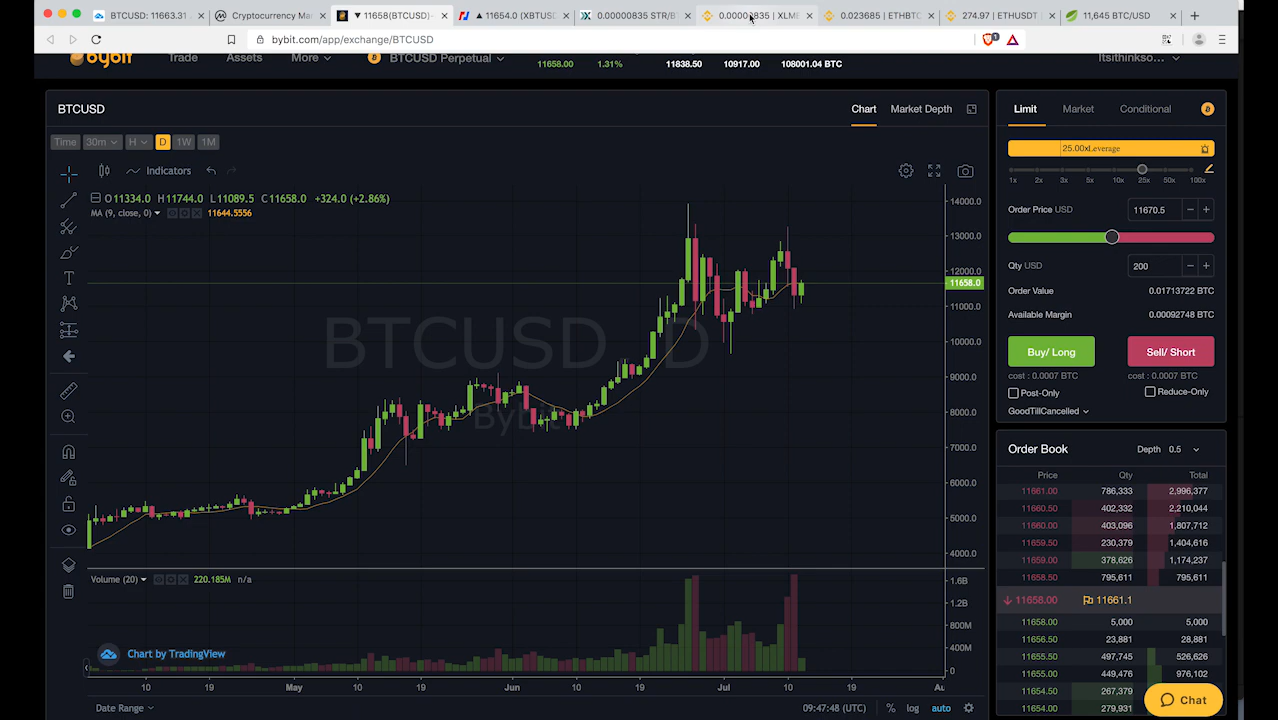 BTCUSD: 11663.31
Cryptocurrency Ma
▼ 11658(BTCUSD)-
▲ 11654.0 (XBTUS
0.00000835 STR/B
0.00000835 | XLMB
0.023685 | ETHBTC
274.97 | ETHUSDT
11,645 BTC/USD
bybit.com/app/exchange/BTCUSD
bybit
Trade
Assets
More
BTCUSD Perpetual
11658.00
1.31%
11838.50
10917.00
108001.04 BTC
Itsithinkso...
BTCUSD
Chart
Market Depth
Time
30m
H
D
1W
1M
Indicators
O11334.0 H11744.0 L11089.5 C11658.0 +324.0 (+2.86%)
MA (9, close, 0)
11644.5556
BTCUSD, D
Bybit
14000.0
13000.0
12000.0
11658.0
11000.0
10000.0
9000.0
8000.0
7000.0
6000.0
5000.0
4000.0
Volume (20)
220.185M n/a
1.6B
1.2B
800M
400M
0
Chart by TradingView
10
19
May
10
19
Jun
10
19
Jul
10
19
Au
Date Range
09:47:48 (UTC)
%
log
auto
Limit
Market
Conditional
25.00xLeverage
1x 2x 3x 5x 10x 25x 50x 100x
Order Price USD
11670.5
Qty USD
200
Order Value
0.01713722 BTC
Available Margin
0.00092748 BTC
Buy/ Long
Sell/ Short
cost : 0.0007 BTC
cost : 0.0007 BTC
Post-Only
Reduce-Only
GoodTillCancelled
Order Book
Depth 0.5
Price Qty Total
11661.00 786,333 2,996,377
11660.50 402,332 2,210,044
11660.00 403,096 1,807,712
11659.50 230,379 1,404,616
11659.00 378,626 1,174,237
11658.50 795,611 795,611
11658.00
11661.1
11658.00 5,000 5,000
11656.50 23,881 28,881
11655.50 497,745 526,626
11655.00 449,476 976,102
11654.50 267,379
11654.00 279,931
Chat